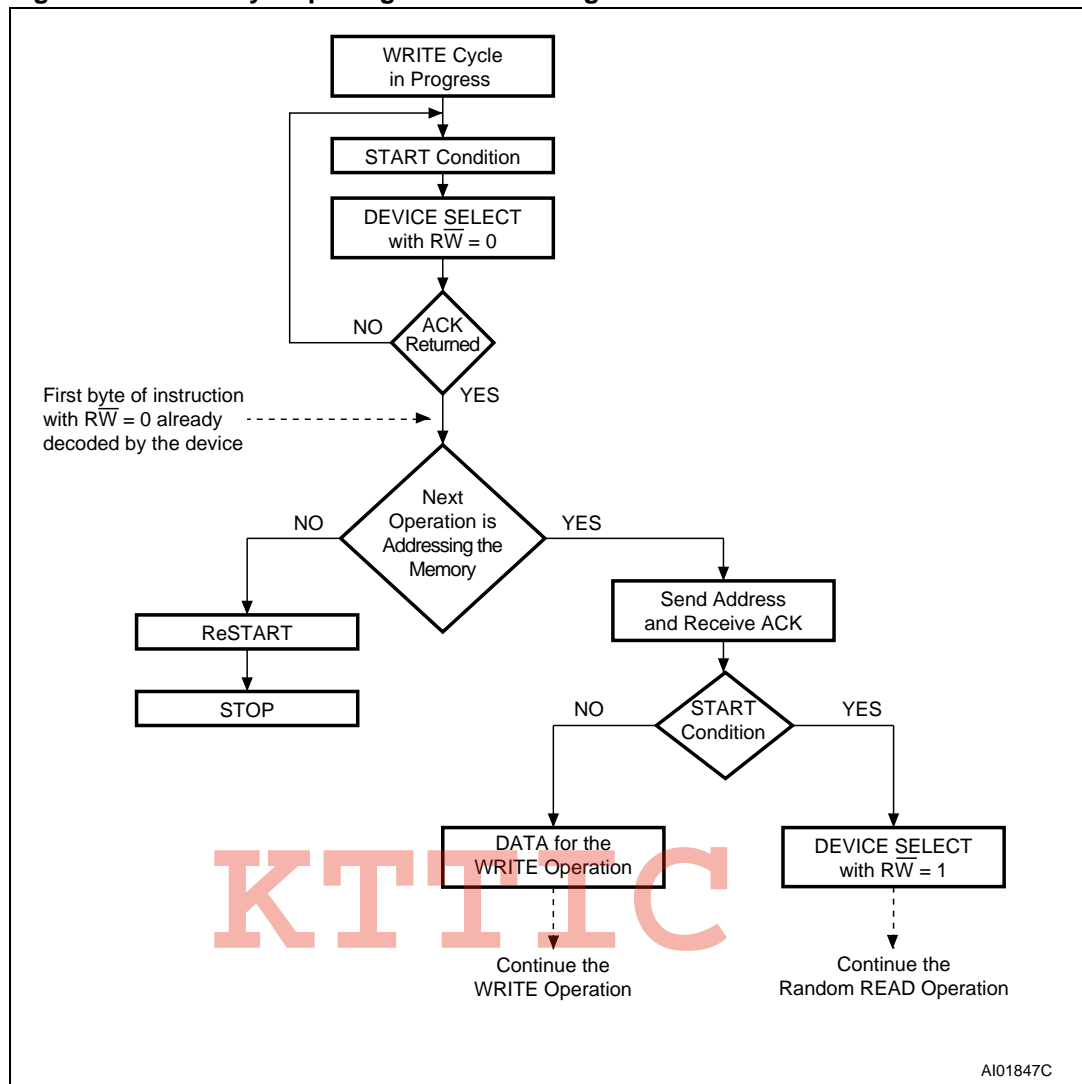 WRITE Cycle
in Progress
START Condition
DEVICE SELECT
with RW̅ = 0
NO
ACK
Returned
YES
First byte of instruction
with RW̅ = 0 already
decoded by the device
NO
Next
Operation is
Addressing the
Memory
YES
ReSTART
STOP
Send Address
and Receive ACK
NO
START
Condition
YES
DATA for the
WRITE Operation
DEVICE SELECT
with RW̅ = 1
KTTIC
Continue the
WRITE Operation
Continue the
Random READ Operation
AI01847C